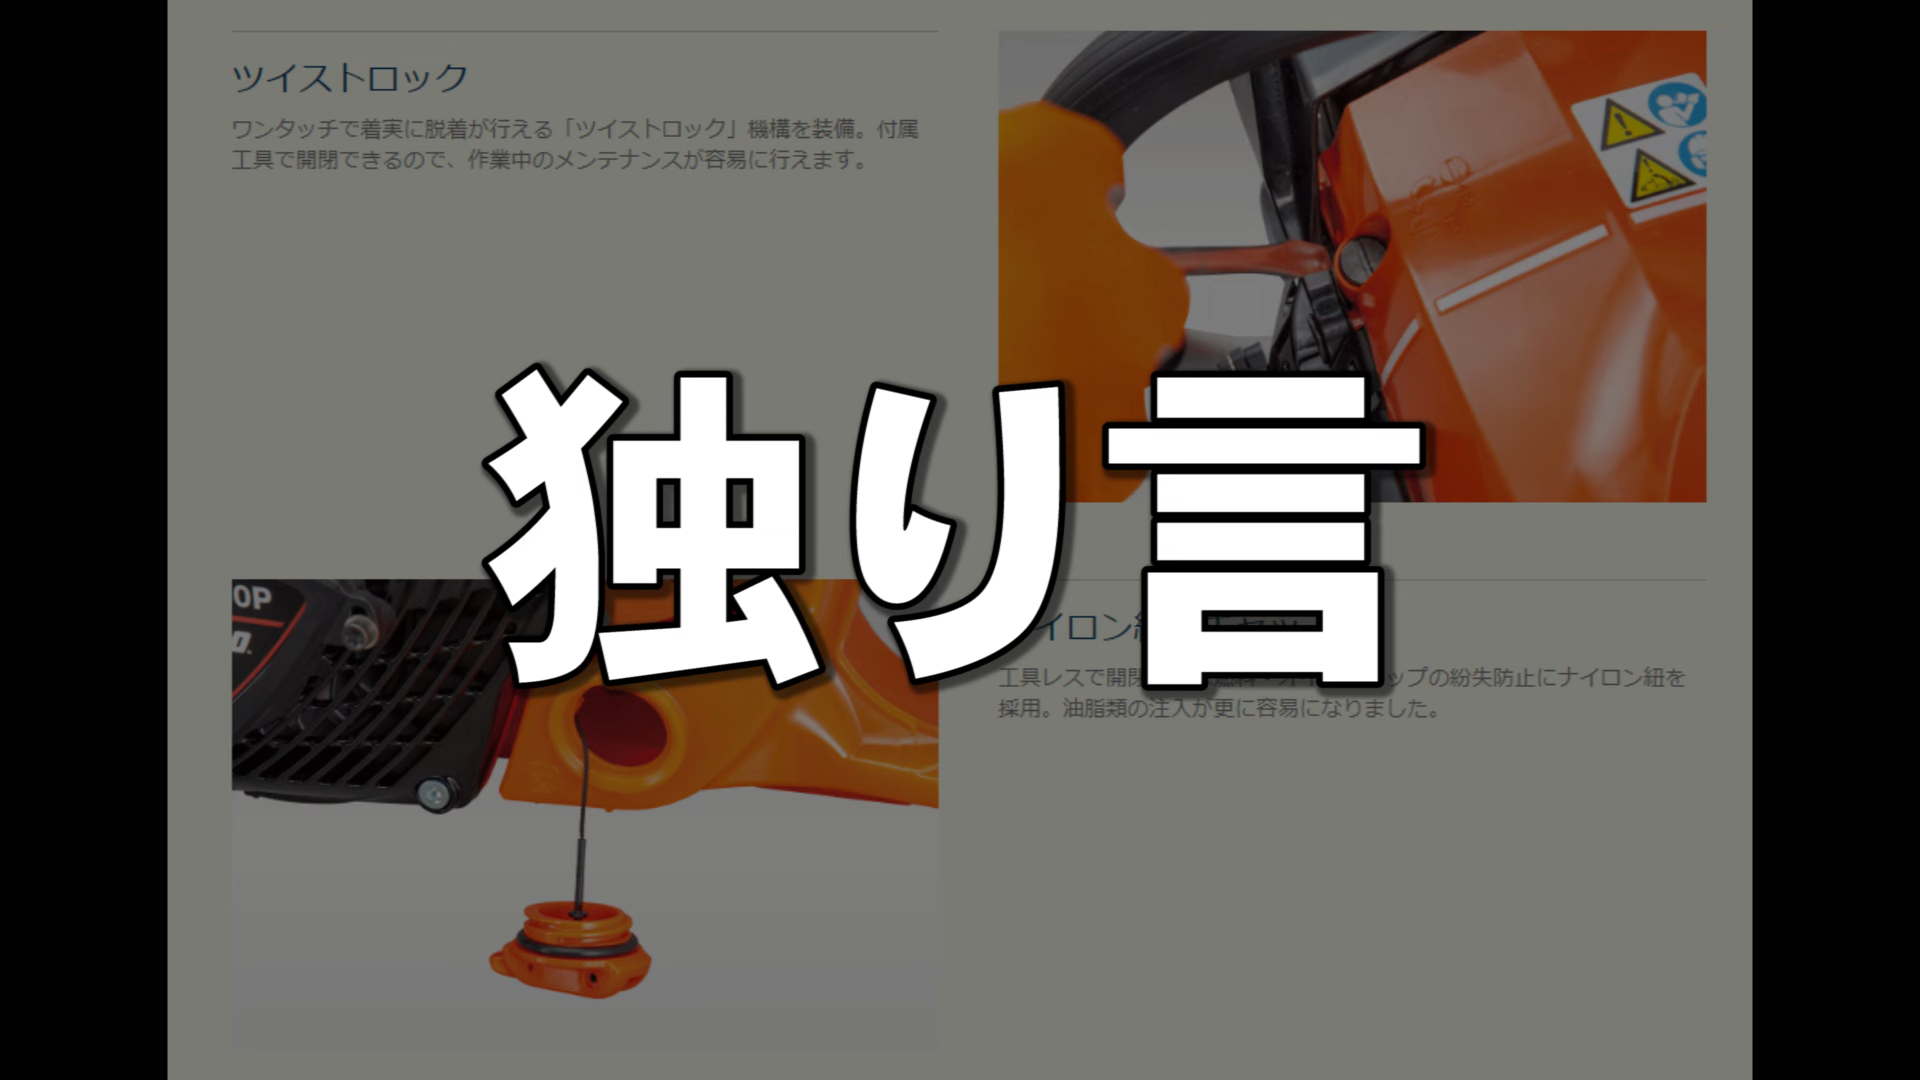 ツイストロック
ワンタッチで着実に脱着が行える「ツイストロック」機構を装備。付属
工具で開閉できるので、作業中のメンテナンスが容易に行えます。
独り言
OP
イロン
工具レスで開閉
ップの紛失防止にナイロン紐を
採用。油脂類の注入が更に容易になりました。